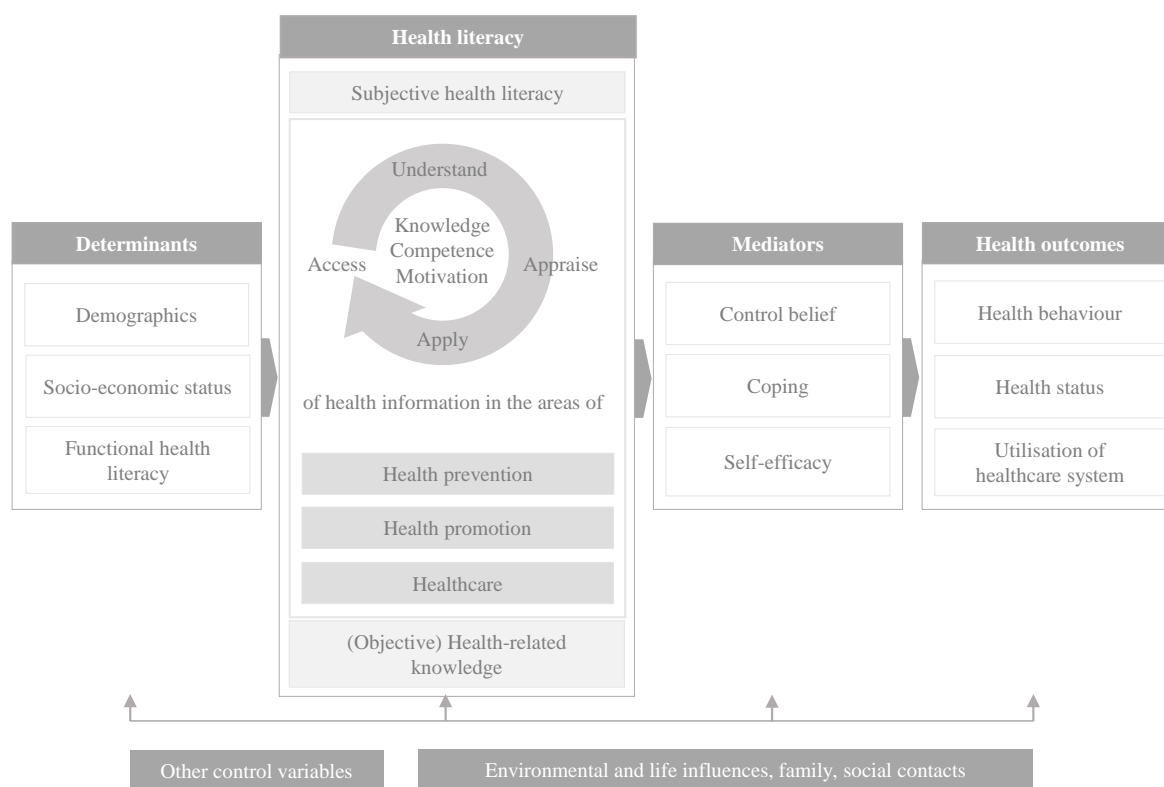 Health literacy
Subjective health literacy
Understand
Knowledge
Competence
Motivation
Access
Appraise
Apply
of health information in the areas of
Health prevention
Health promotion
Healthcare
(Objective) Health-related
knowledge
Determinants
Demographics
Socio-economic status
Functional health
literacy
Mediators
Control belief
Coping
Self-efficacy
Health outcomes
Health behaviour
Health status
Utilisation of
healthcare system
Other control variables
Environmental and life influences, family, social contacts